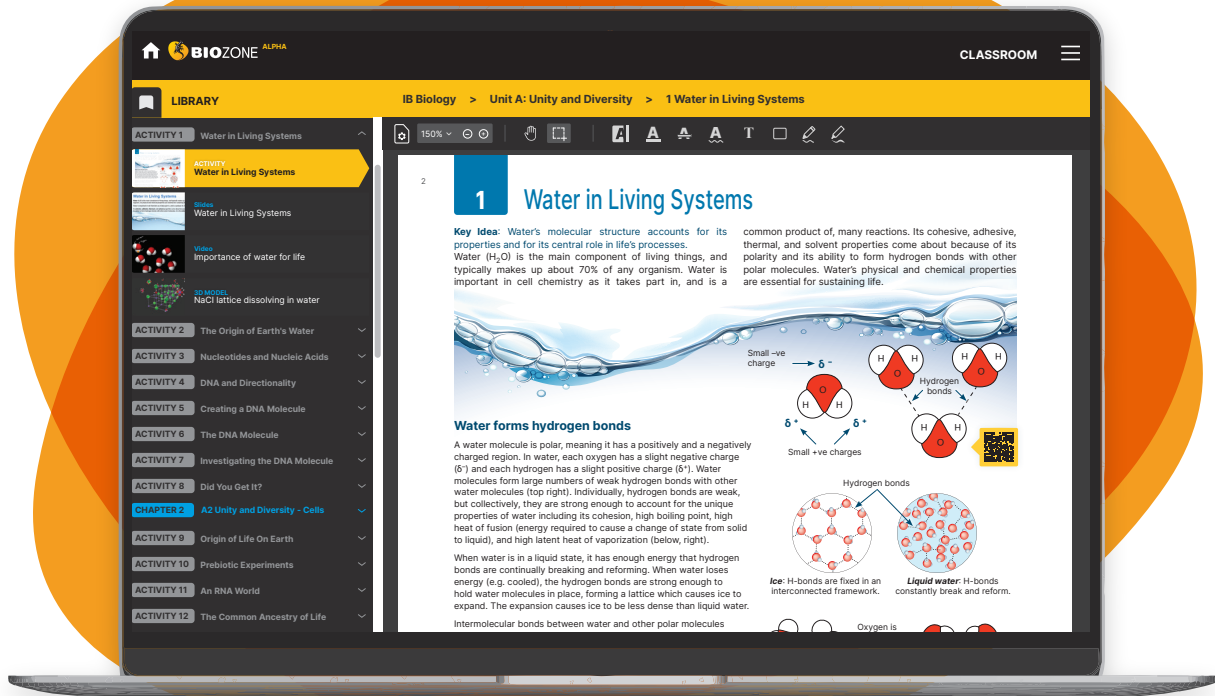 BIOZONE ALPHA
CLASSROOM
LIBRARY
IB Biology > Unit A: Unity and Diversity > 1 Water in Living Systems
ACTIVITY 1 Water in Living Systems
ACTIVITY
Water in Living Systems
Slides
Water in Living Systems
Video
Importance of water for life
3D MODEL
NaCl lattice dissolving in water
ACTIVITY 2 The Origin of Earth's Water
ACTIVITY 3 Nucleotides and Nucleic Acids
ACTIVITY 4 DNA and Directionality
ACTIVITY 5 Creating a DNA Molecule
ACTIVITY 6 The DNA Molecule
ACTIVITY 7 Investigating the DNA Molecule
ACTIVITY 8 Did You Get It?
CHAPTER 2 A2 Unity and Diversity - Cells
ACTIVITY 9 Origin of Life On Earth
ACTIVITY 10 Prebiotic Experiments
ACTIVITY 11 An RNA World
ACTIVITY 12 The Common Ancestry of Life
150%
A A A A T
2
1 Water in Living Systems
Key Idea: Water's molecular structure accounts for its
properties and for its central role in life's processes.
Water (H₂O) is the main component of living things, and
typically makes up about 70% of any organism. Water is
important in cell chemistry as it takes part in, and is a
common product of, many reactions. Its cohesive, adhesive,
thermal, and solvent properties come about because of its
polarity and its ability to form hydrogen bonds with other
polar molecules. Water's physical and chemical properties
are essential for sustaining life.
Small –ve
charge
δ⁻
O
H H
δ⁺ δ⁺
Small +ve charges
H H
O
H H
O
Hydrogen
bonds
H H
O
Water forms hydrogen bonds
A water molecule is polar, meaning it has a positively and a negatively
charged region. In water, each oxygen has a slight negative charge
(δ⁻) and each hydrogen has a slight positive charge (δ⁺). Water
molecules form large numbers of weak hydrogen bonds with other
water molecules (top right). Individually, hydrogen bonds are weak,
but collectively, they are strong enough to account for the unique
properties of water including its cohesion, high boiling point, high
heat of fusion (energy required to cause a change of state from solid
to liquid), and high latent heat of vaporization (below, right).
When water is in a liquid state, it has enough energy that hydrogen
bonds are continually breaking and reforming. When water loses
energy (e.g. cooled), the hydrogen bonds are strong enough to
hold water molecules in place, forming a lattice which causes ice to
expand. The expansion causes ice to be less dense than liquid water.
Intermolecular bonds between water and other polar molecules
Hydrogen bonds
Ice: H-bonds are fixed in an
interconnected framework.
Liquid water: H-bonds
constantly break and reform.
Oxygen is